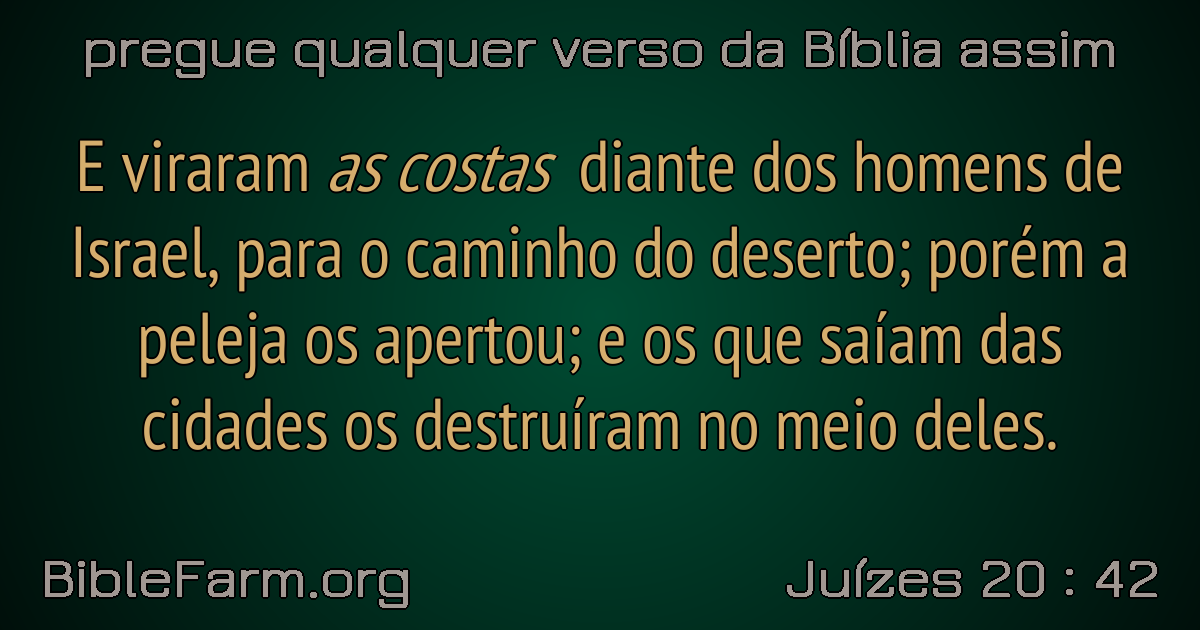 pregue qualquer verso da Bíblia assim
E viraram as costas diante dos homens de
Israel, para o caminho do deserto; porém a
peleja os apertou; e os que saíam das
cidades os destruíram no meio deles.
BibleFarm.org
Juízes 20 : 42